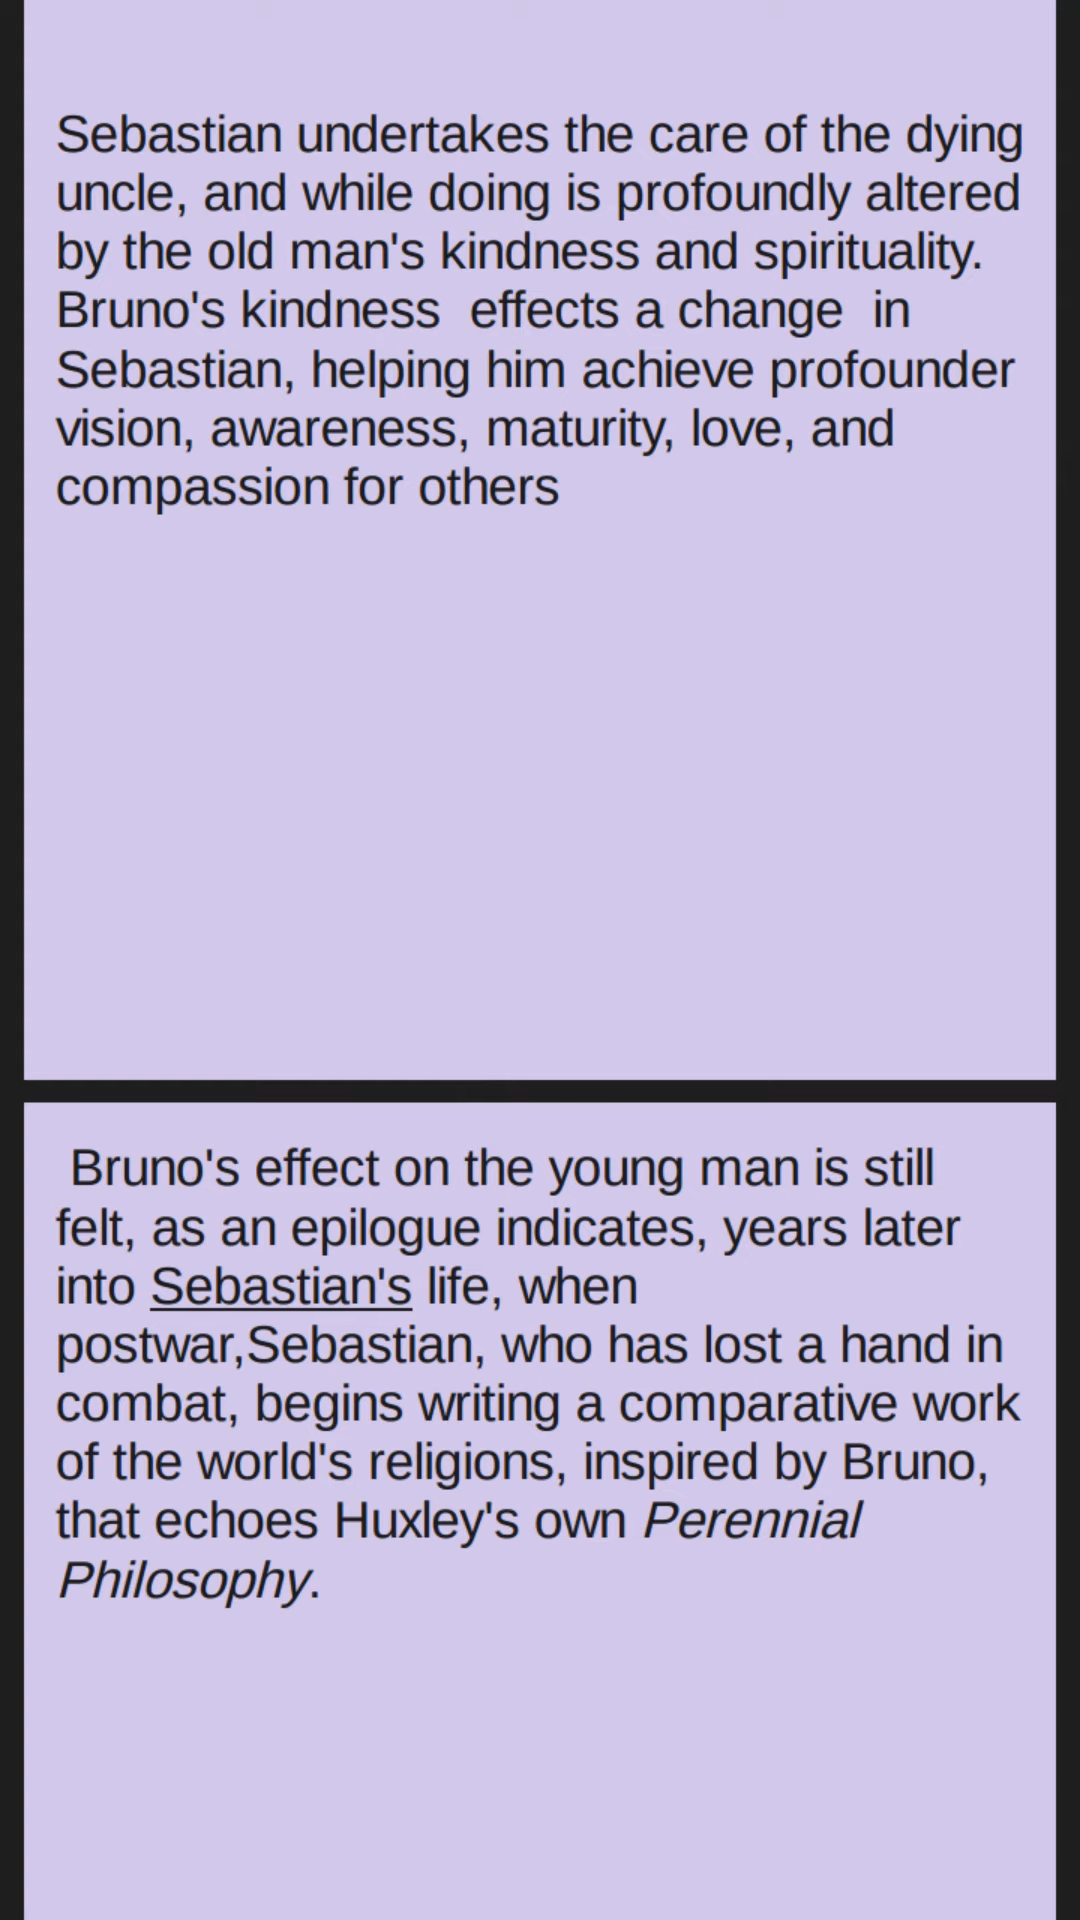 Sebastian undertakes the care of the dying
uncle, and while doing is profoundly altered
by the old man's kindness and spirituality.
Bruno's kindness  effects a change  in
Sebastian, helping him achieve profounder
vision, awareness, maturity, love, and
compassion for others
Bruno's effect on the young man is still
felt, as an epilogue indicates, years later
into Sebastian's life, when
postwar,Sebastian, who has lost a hand in
combat, begins writing a comparative work
of the world's religions, inspired by Bruno,
that echoes Huxley's own Perennial
Philosophy.